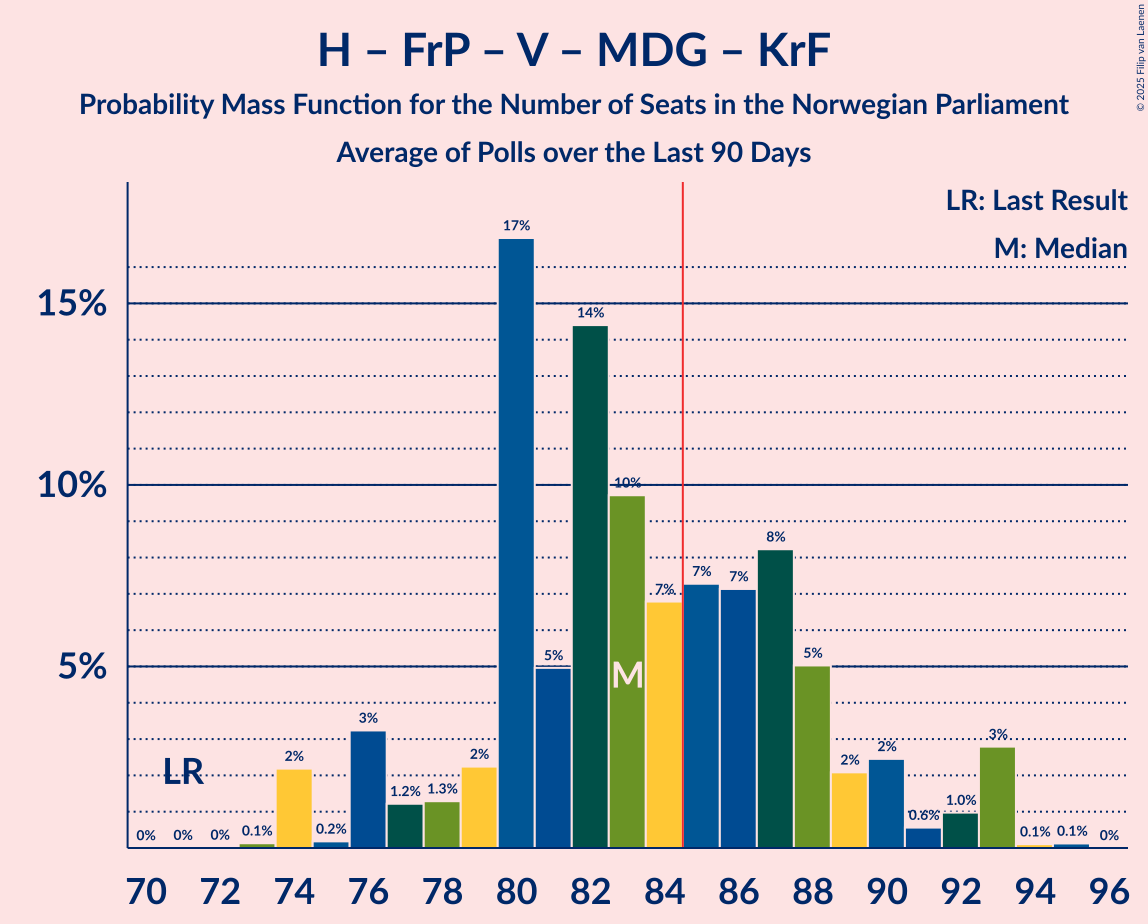 H – FrP – V – MDG – KrF
Probability Mass Function for the Number of Seats in the Norwegian Parliament
Average of Polls over the Last 90 Days
© 2025 Filip van Laenen
LR: Last Result
M: Median
15%
10%
5%
0% 0% 0% 0.1% 2% 0.2% 3% 1.2% 1.3% 2% 17% 5% 14% 10% 7% 7% 7% 8% 5% 2% 2% 0.6% 1.0% 3% 0.1% 0.1% 0%
LR
M
70 72 74 76 78 80 82 84 86 88 90 92 94 96